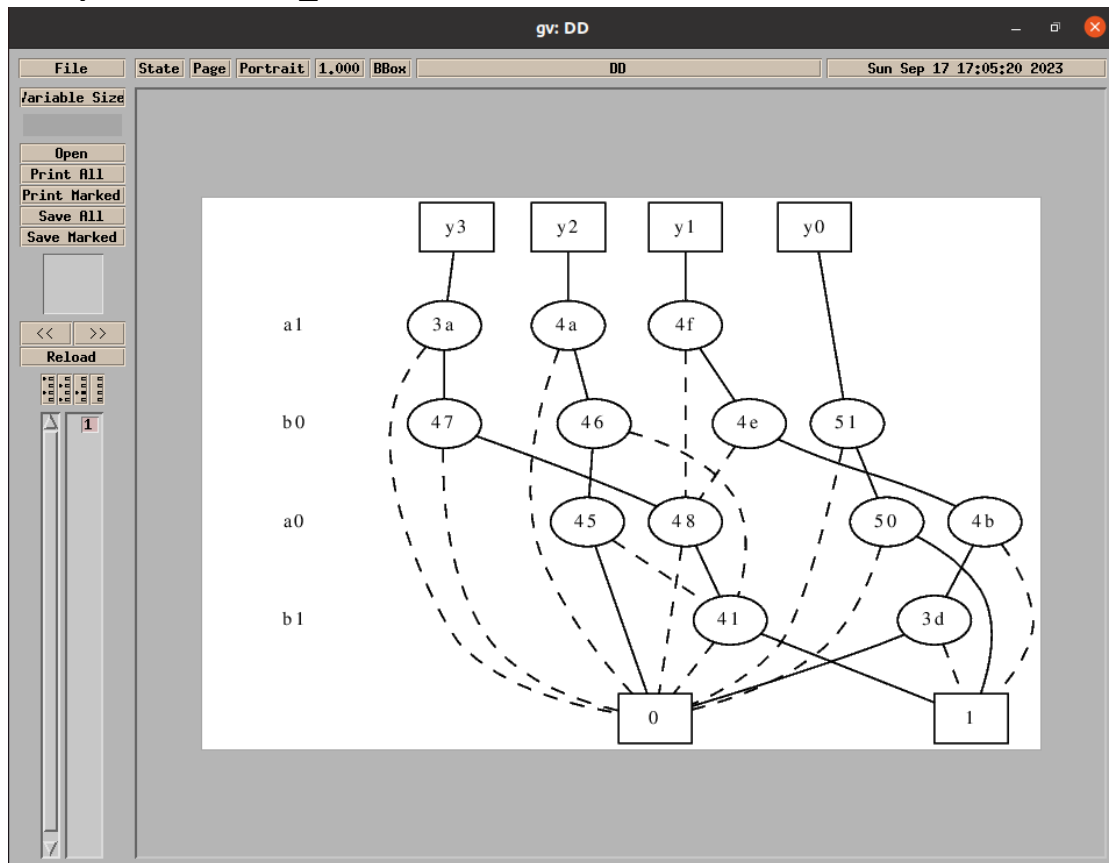 gv: DD
File State Page Portrait 1.000 BBox DD Sun Sep 17 17:05:20 2023
Variable Size
Open
Print All
Print Marked
Save All
Save Marked
<< >>
Reload
1
y3 y2 y1 y0
a1 3a 4a 4f
b0 47 46 4e 51
a0 45 48 50 4b
b1 41 3d
0 1